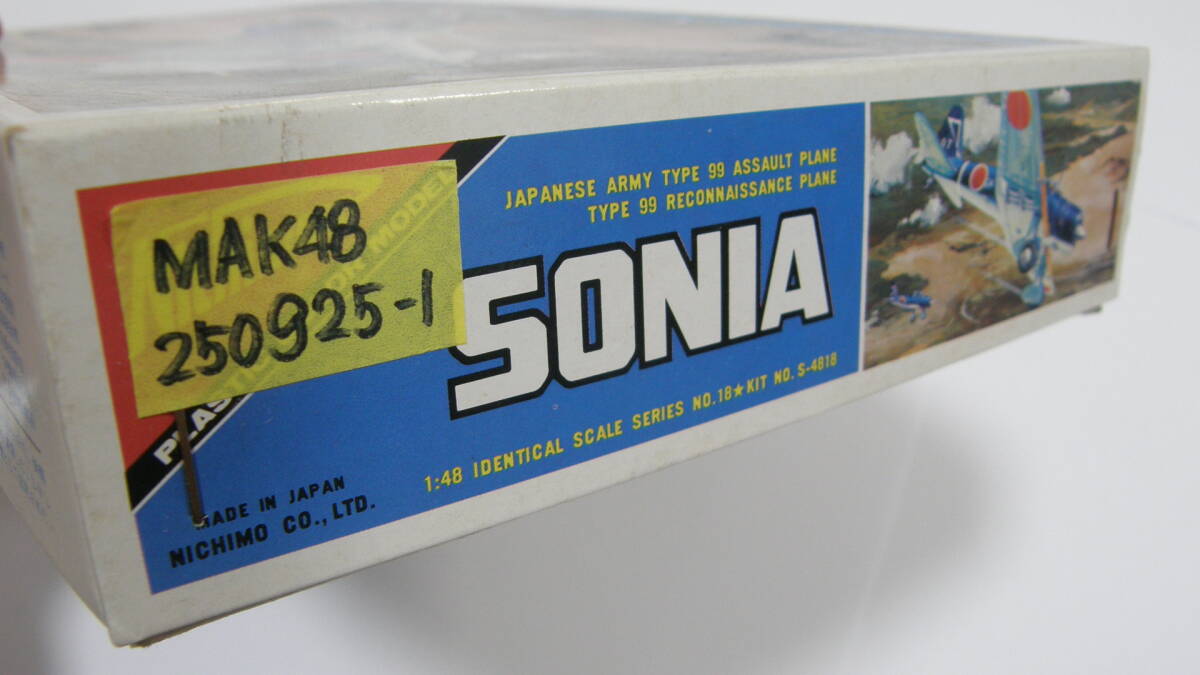 MAK48
250925-1
JAPANESE ARMY TYPE 99 ASSAULT PLANE
TYPE 99 RECONNAISSANCE PLANE
SONIA
1:48 IDENTICAL SCALE SERIES NO.18★KIT NO. S-4818
MADE IN JAPAN
NICHIMO CO., LTD.